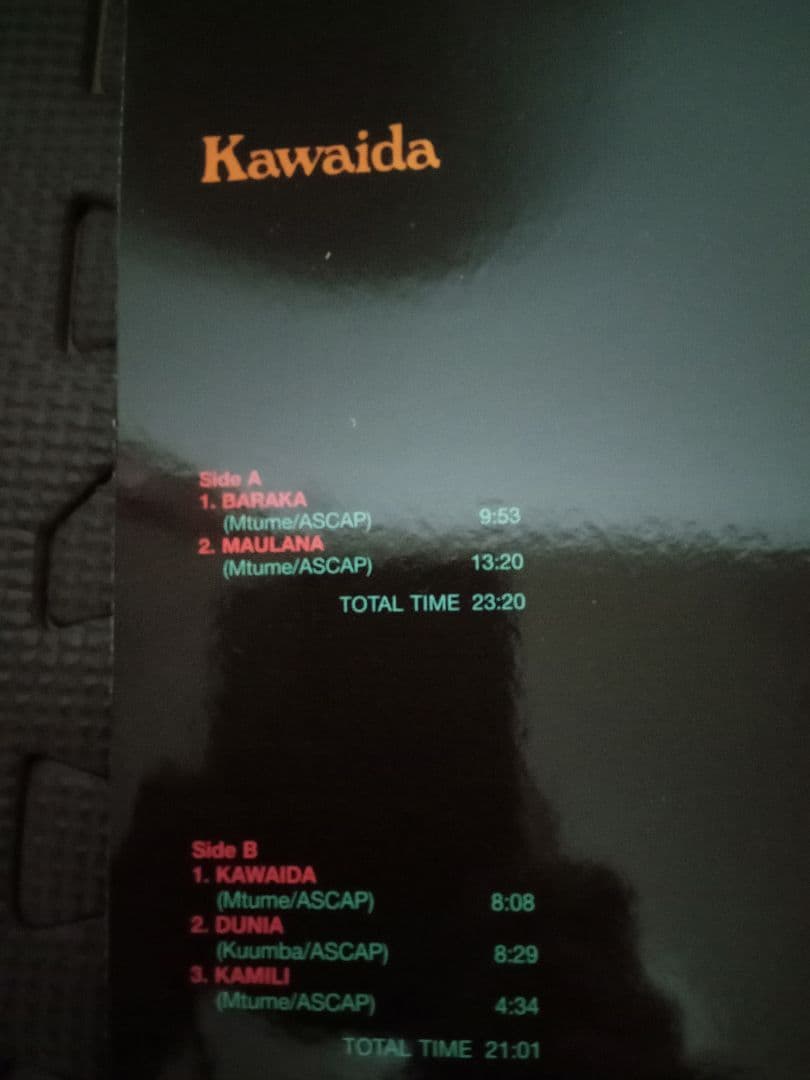 Kawaida
Side A
1. BARAKA
(Mtume/ASCAP) 9:53
2. MAULANA
(Mtume/ASCAP) 13:20
TOTAL TIME 23:20
Side B
1. KAWAIDA
(Mtume/ASCAP) 8:08
2. DUNIA
(Kuumba/ASCAP) 8:29
3. KAMILI
(Mtume/ASCAP) 4:34
TOTAL TIME 21:01